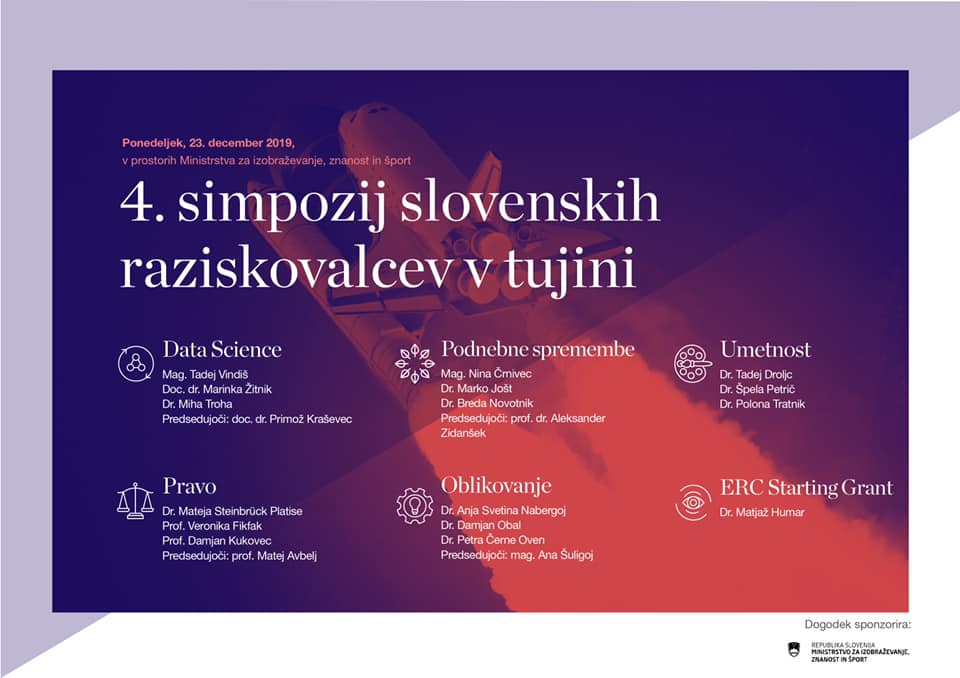 Ponedeljek, 23. december 2019,
v prostorih Ministrstva za izobraževanje, znanost in šport
4. simpozij slovenskih
raziskovalcev v tujini
Data Science
Mag. Tadej Vindiš
Doc. dr. Marinka Žitnik
Dr. Miha Troha
Predsedujoči: doc. dr. Primož Kraševec
Podnebne spremembe
Mag. Nina Črnivec
Dr. Marko Jošt
Dr. Breda Novotnik
Predsedujoči: prof. dr. Aleksander
Zidanšek
Umetnost
Dr. Tadej Droljc
Dr. Špela Petrič
Dr. Polona Tratnik
Pravo
Dr. Mateja Steinbrück Platise
Prof. Veronika Fikfak
Prof. Damjan Kukovec
Predsedujoči: prof. Matej Avbelj
Oblikovanje
Dr. Anja Svetina Nabergoj
Dr. Damjan Obal
Dr. Petra Černe Oven
Predsedujoči: mag. Ana Šuligoj
ERC Starting Grant
Dr. Matjaž Humar
Dogodek sponzorira:
REPUBLIKA SLOVENIJA
MINISTRSTVO ZA IZOBRAŽEVANJE,
ZNANOST IN ŠPORT